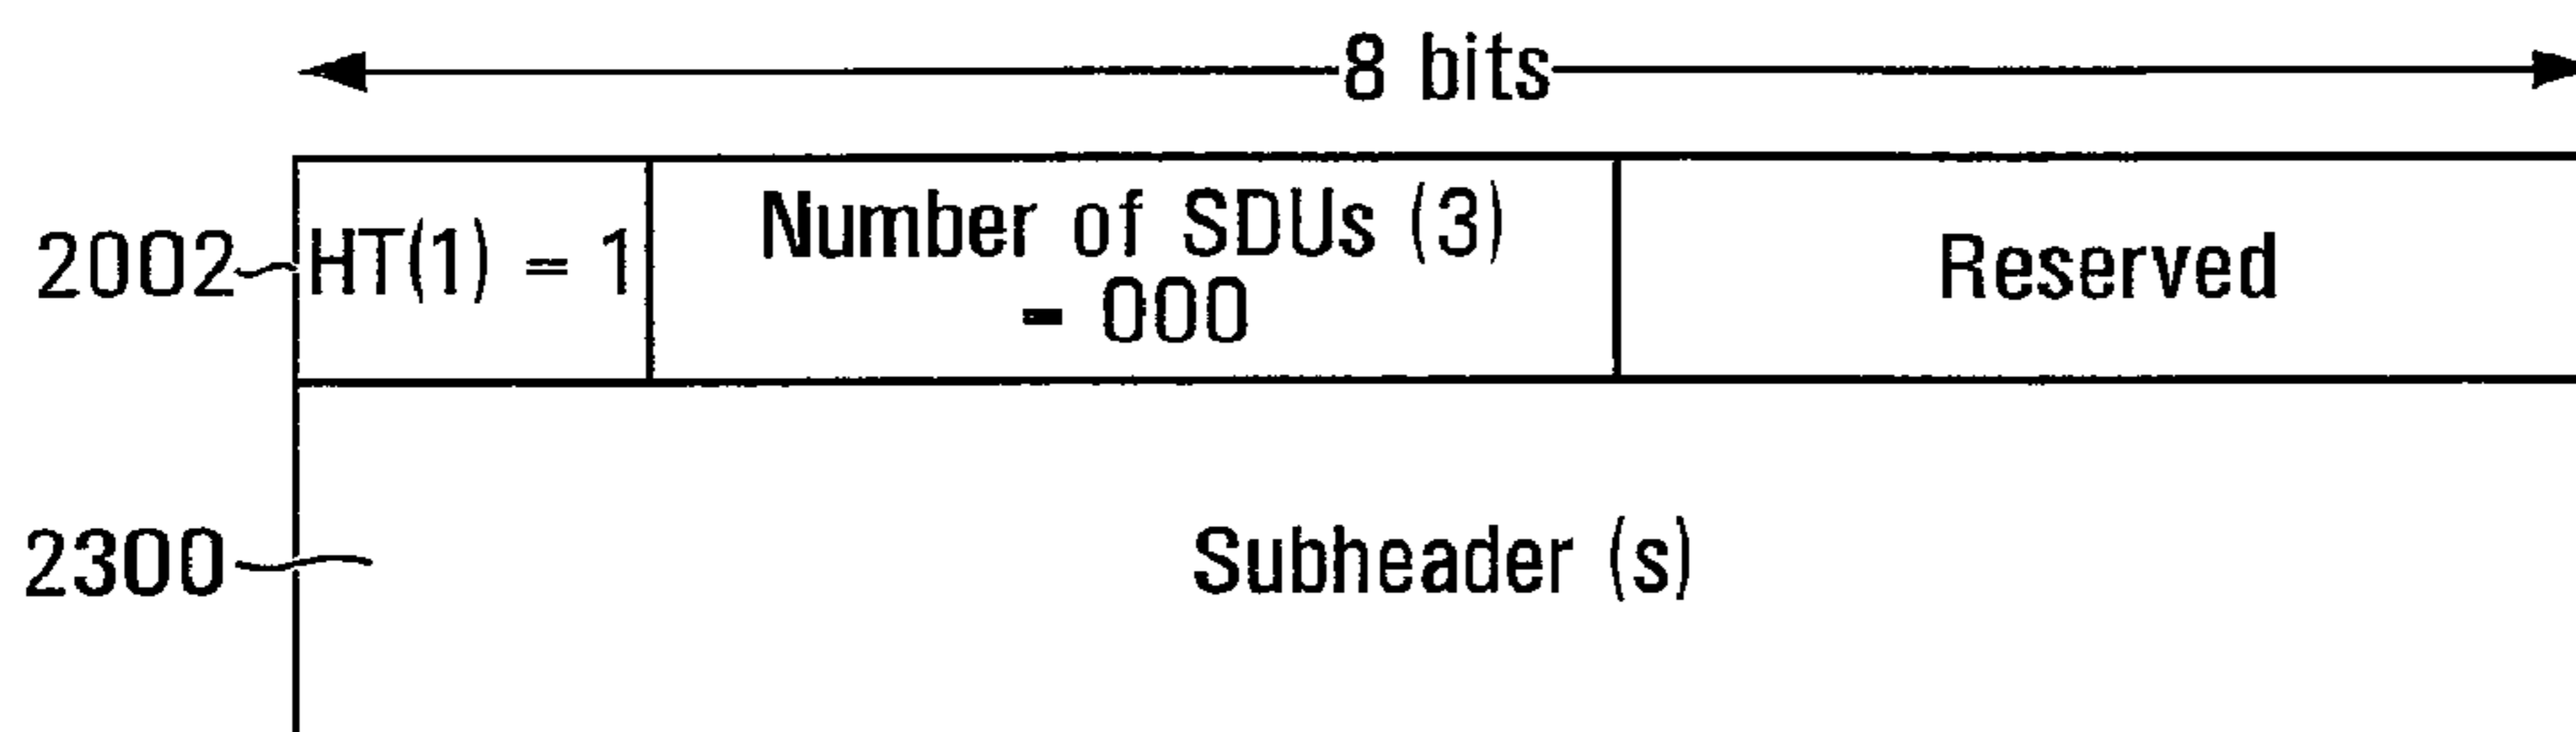 8 bits
2002 HT(1) = 1 Number of SDUs (3)
= 000 Reserved
2300 Subheader (s)